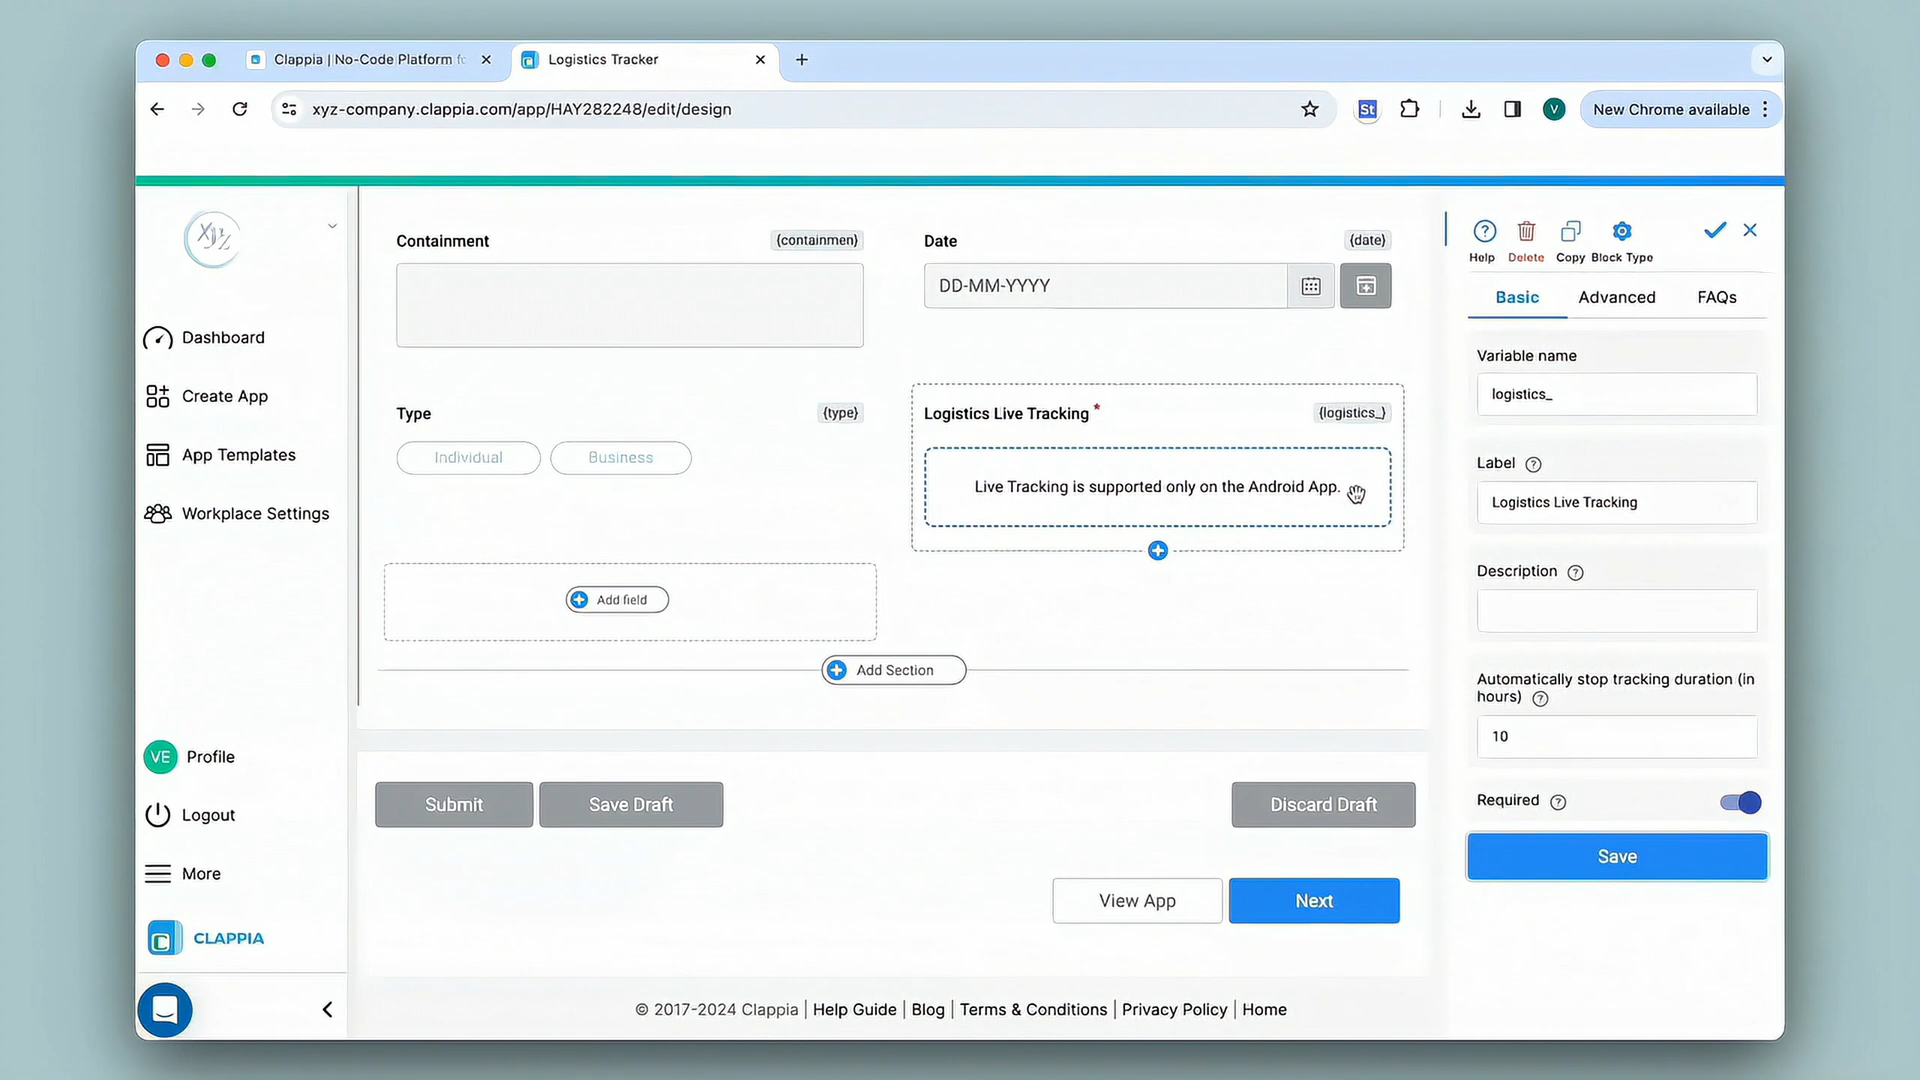 Clappia | No-Code Platform fo
Logistics Tracker
xyz-company.clappia.com/app/HAY282248/edit/design
St
V
New Chrome available
XYZ
Dashboard
Create App
App Templates
Workplace Settings
VE
Profile
Logout
More
CLAPPIA
Containment
{containmen}
Date
{date}
DD-MM-YYYY
Type
{type}
Individual
Business
Logistics Live Tracking *
{logistics_}
Live Tracking is supported only on the Android App.
Add field
Add Section
Submit
Save Draft
Discard Draft
View App
Next
© 2017-2024 Clappia | Help Guide | Blog | Terms & Conditions | Privacy Policy | Home
Help
Delete
Copy
Block Type
Basic
Advanced
FAQs
Variable name
logistics_
Label
Logistics Live Tracking
Description
Automatically stop tracking duration (in
hours)
10
Required
Save